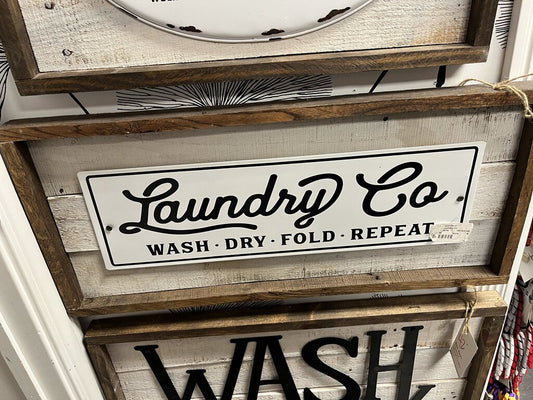 Laundry Co
WASH · DRY · FOLD · REPEAT
WASH